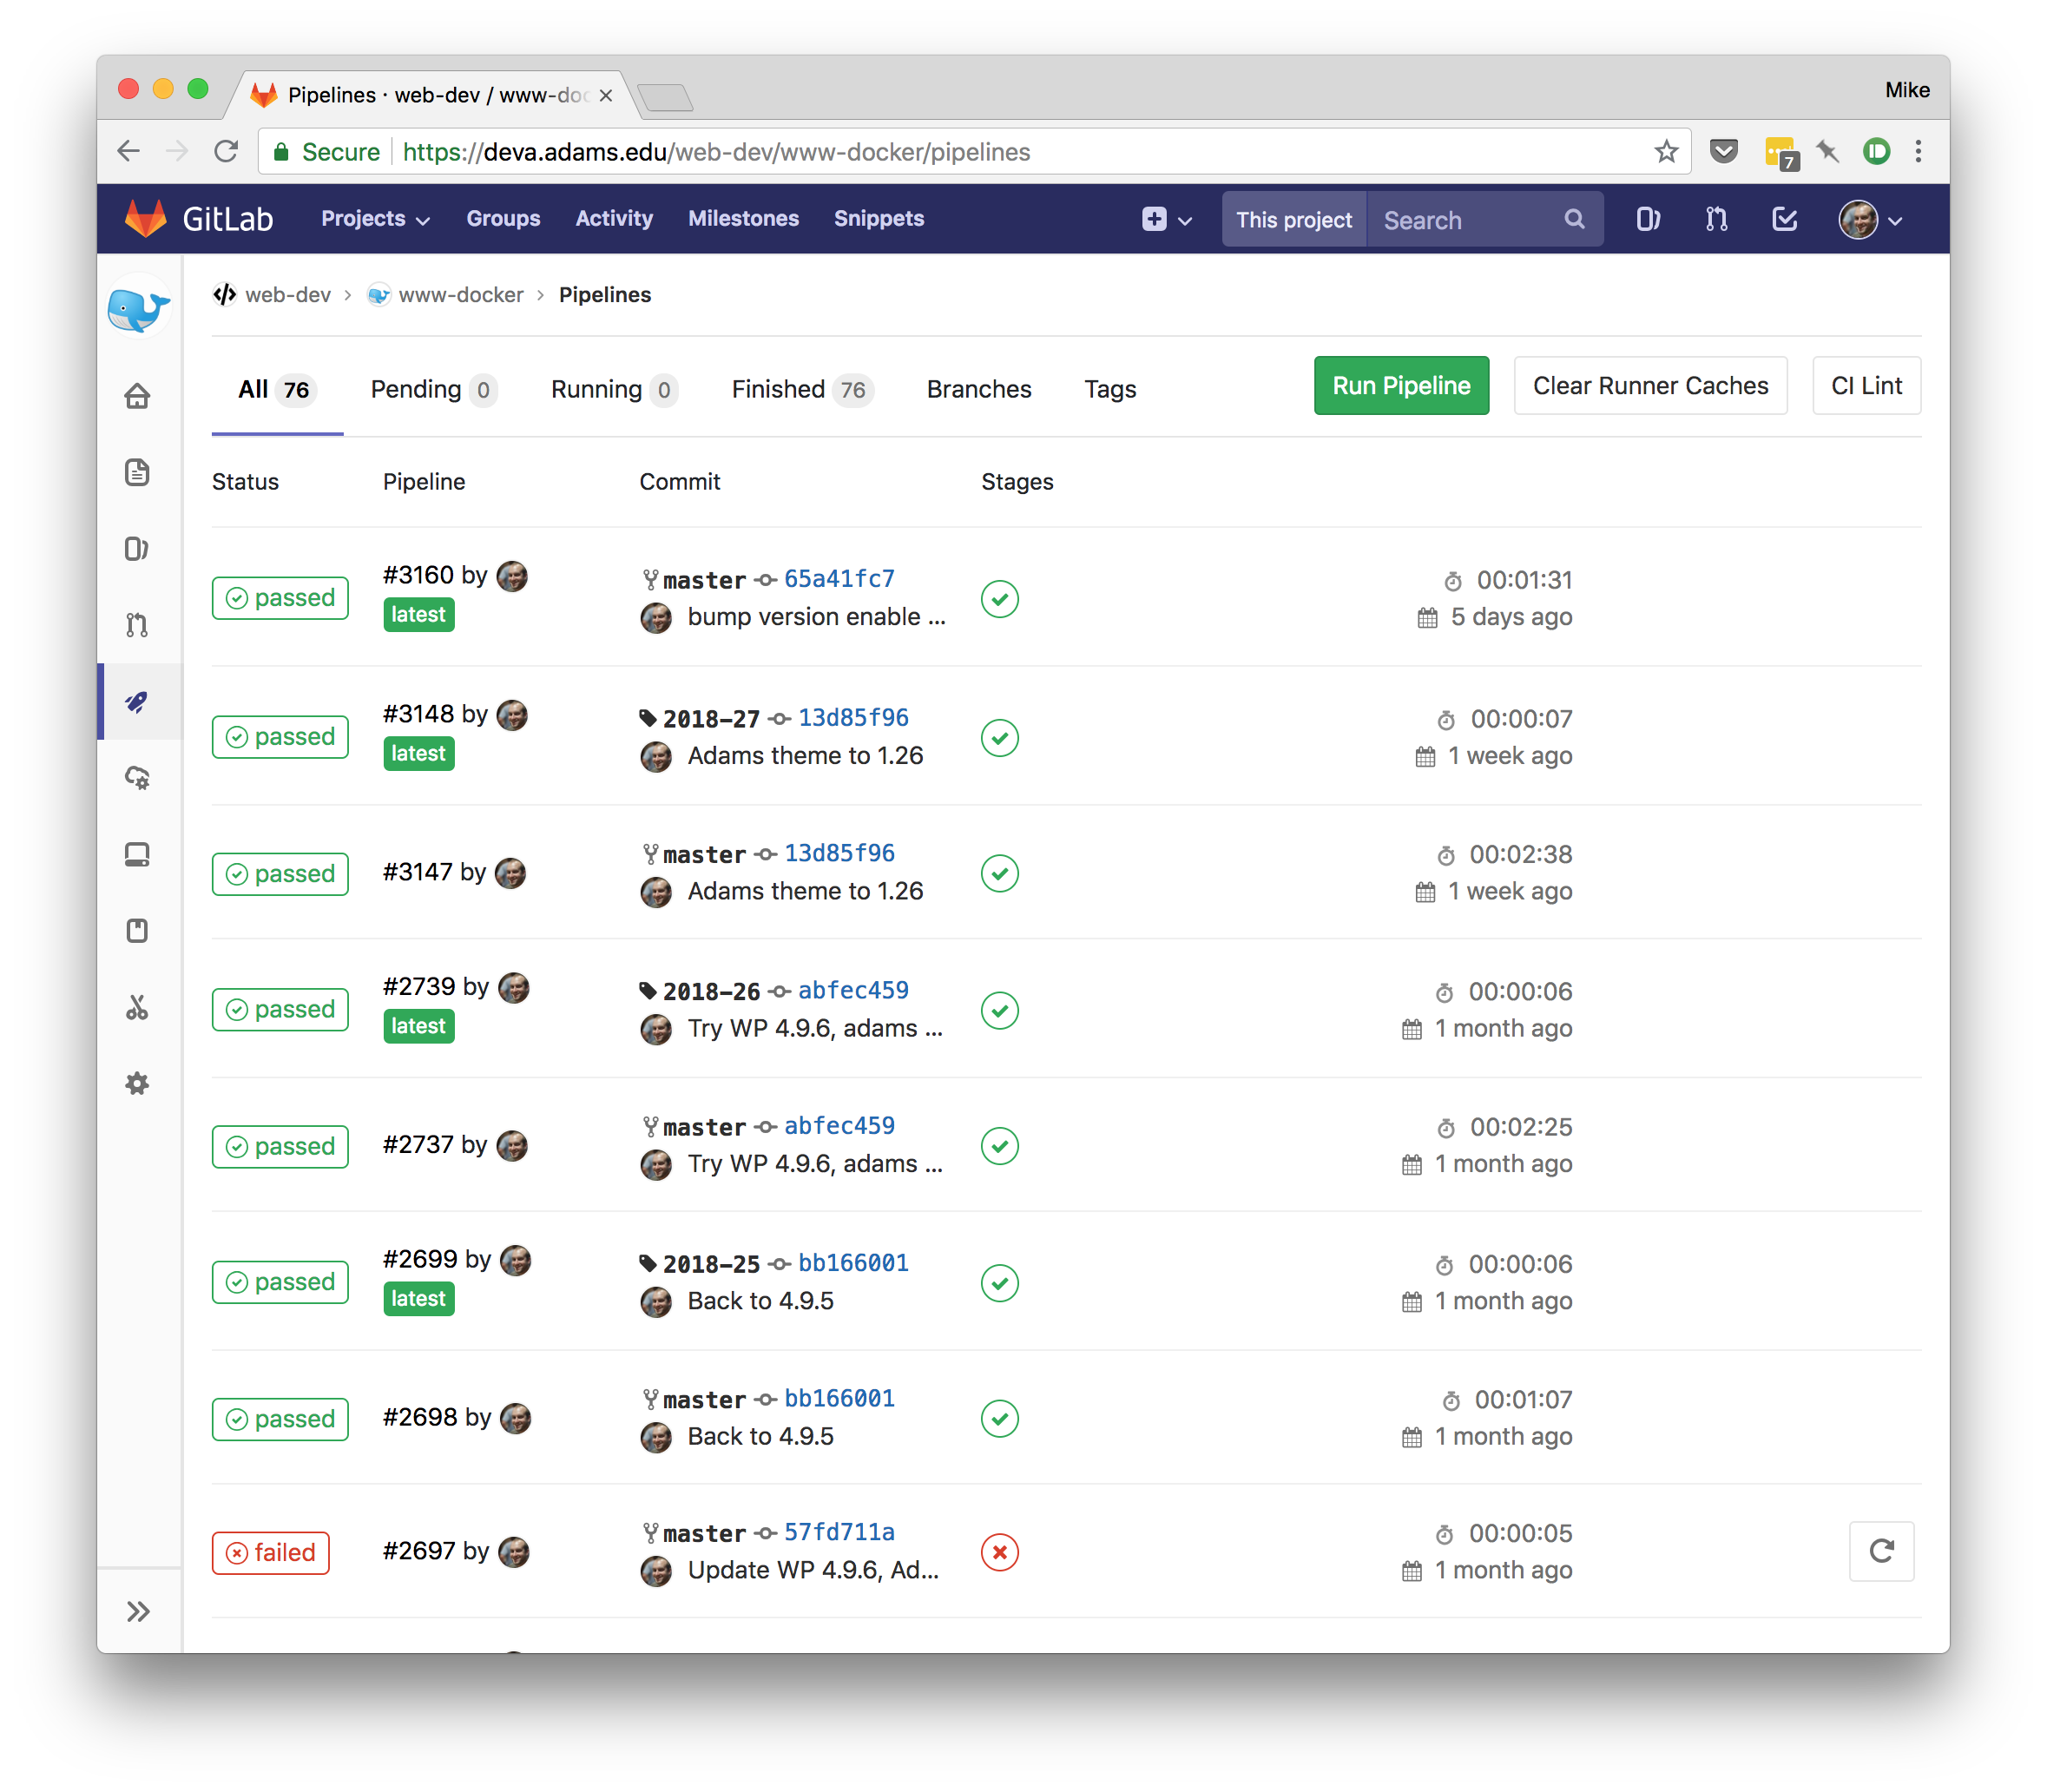 Pipelines · web-dev / www-doc
Mike
Secure https://deva.adams.edu/web-dev/www-docker/pipelines
7
GitLab Projects Groups Activity Milestones Snippets This project Search
web-dev › www-docker › Pipelines
All 76 Pending 0 Running 0 Finished 76 Branches Tags Run Pipeline Clear Runner Caches CI Lint
Status Pipeline Commit Stages
passed #3160 by master 65a41fc7 00:01:31
latest bump version enable ... 5 days ago
passed #3148 by 2018-27 13d85f96 00:00:07
latest Adams theme to 1.26 1 week ago
passed #3147 by master 13d85f96 00:02:38
Adams theme to 1.26 1 week ago
passed #2739 by 2018-26 abfec459 00:00:06
latest Try WP 4.9.6, adams ... 1 month ago
passed #2737 by master abfec459 00:02:25
Try WP 4.9.6, adams ... 1 month ago
passed #2699 by 2018-25 bb166001 00:00:06
latest Back to 4.9.5 1 month ago
passed #2698 by master bb166001 00:01:07
Back to 4.9.5 1 month ago
failed #2697 by master 57fd711a 00:00:05
Update WP 4.9.6, Ad... 1 month ago